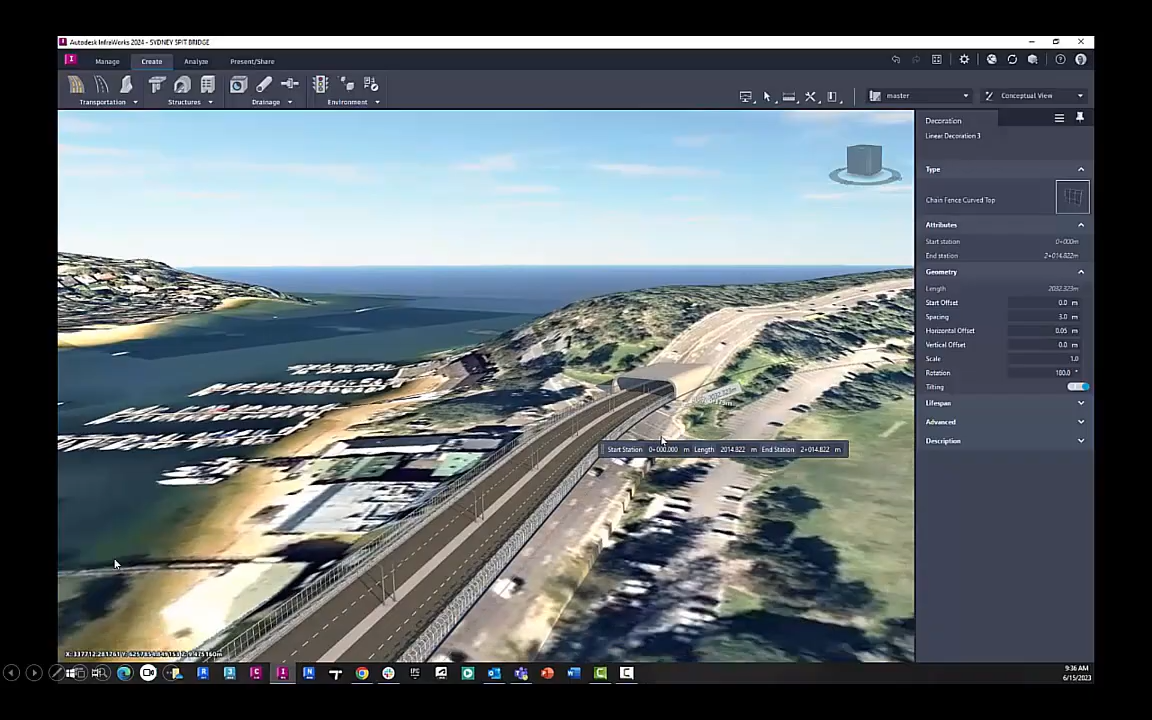 Autodesk InfraWorks 2024 - SYDNEY SPIT BRIDGE
Manage Create Analyze Present/Share
Transportation Structures Drainage Environment
master Conceptual View
Decoration
Linear Decoration 3
Type
Chain Fence Curved Top
Attributes
Start station 0+000m
End station 2+014.822m
Geometry
Length 2032.323m
Start Offset 0.0 m
Spacing 3.0 m
Horizontal Offset 0.05 m
Vertical Offset 0.0 m
Scale 1.0
Rotation 180.0 °
Tilting
Lifespan
Advanced
Description
Start Station 0+000.000 m Length 2014.822 m End Station 2+014.822 m
9:36 AM
6/15/2023